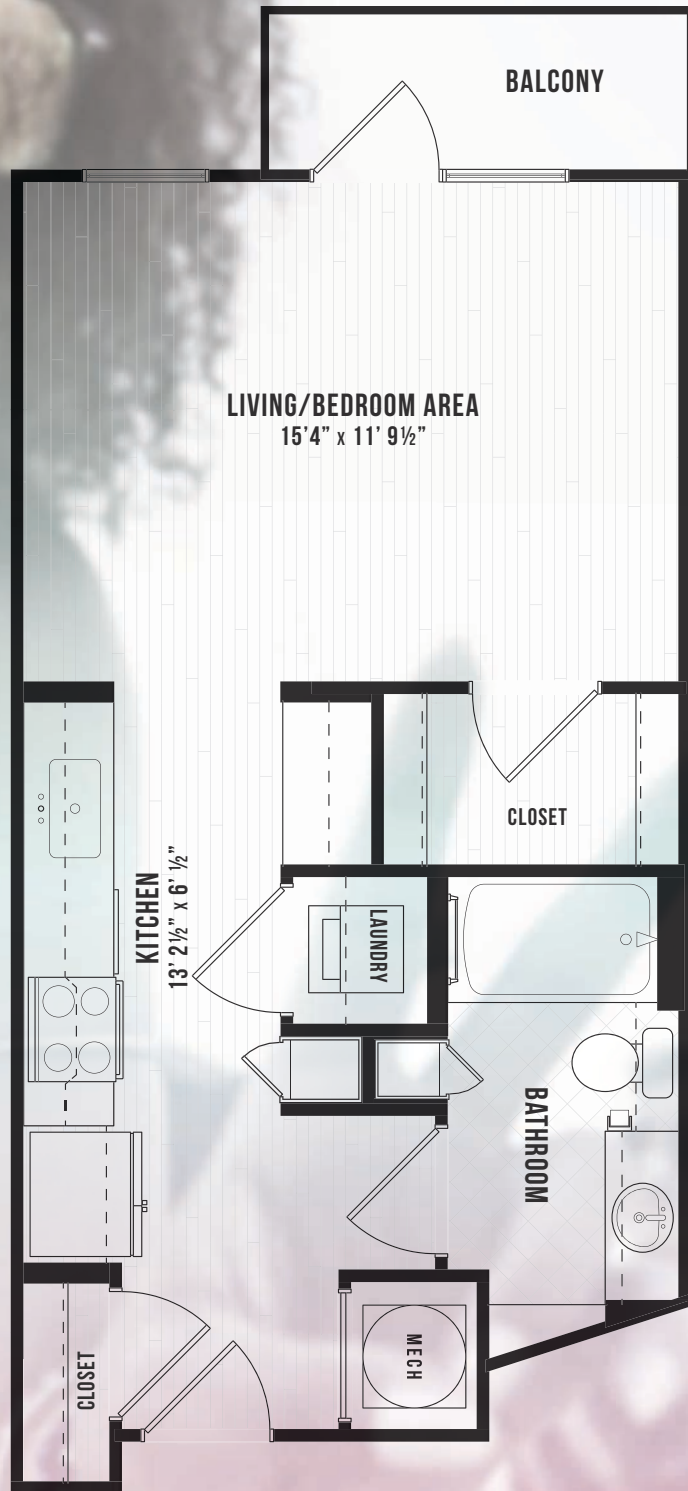 BALCONY
LIVING/BEDROOM AREA
15’4” x 11’ 9½”
CLOSET
KITCHEN
13’ 2½” x 6’ ½”
LAUNDRY
BATHROOM
MECH
CLOSET